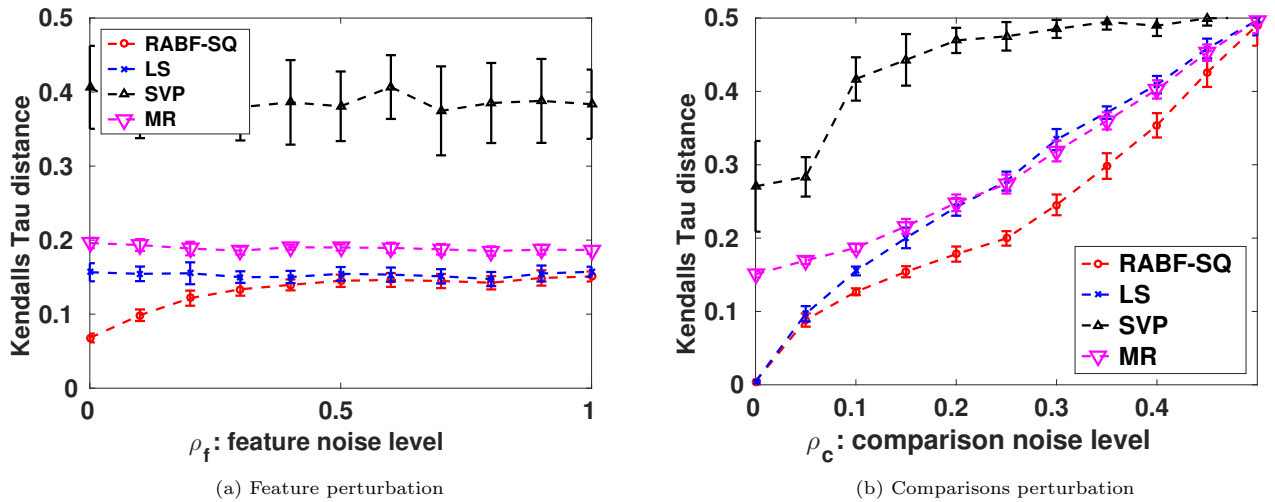 0.5
0.4
0.3
0.2
0.1
0
Kendalls Tau distance
RABF-SQ
LS
SVP
MR
0
0.5
1
ρ_f: feature noise level
(a) Feature perturbation
0.5
0.4
0.3
0.2
0.1
0
Kendalls Tau distance
RABF-SQ
LS
SVP
MR
0
0.1
0.2
0.3
0.4
ρ_c: comparison noise level
(b) Comparisons perturbation